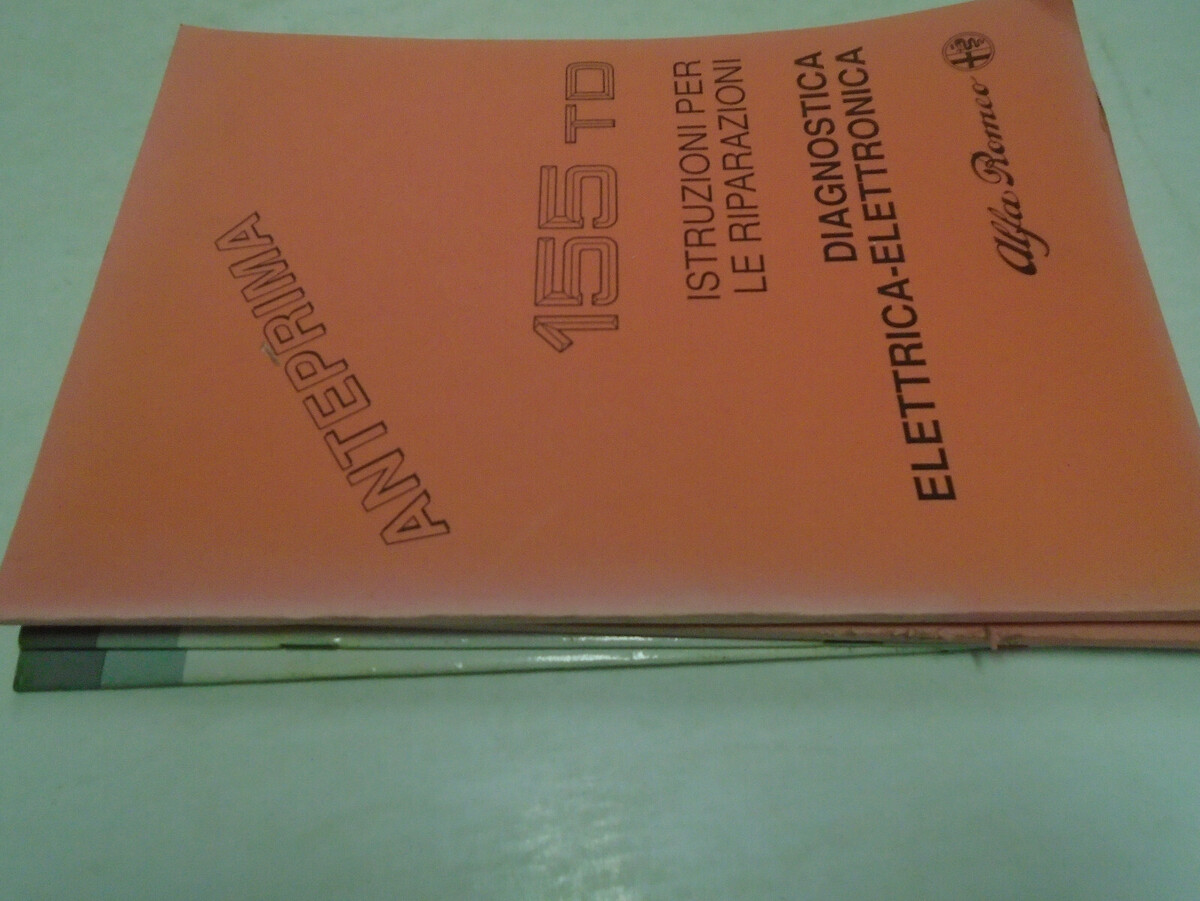 ANTEPRIMA
155 TD
ISTRUZIONI PER
LE RIPARAZIONI
DIAGNOSTICA
ELETTRICA-ELETTRONICA
Alfa Romeo